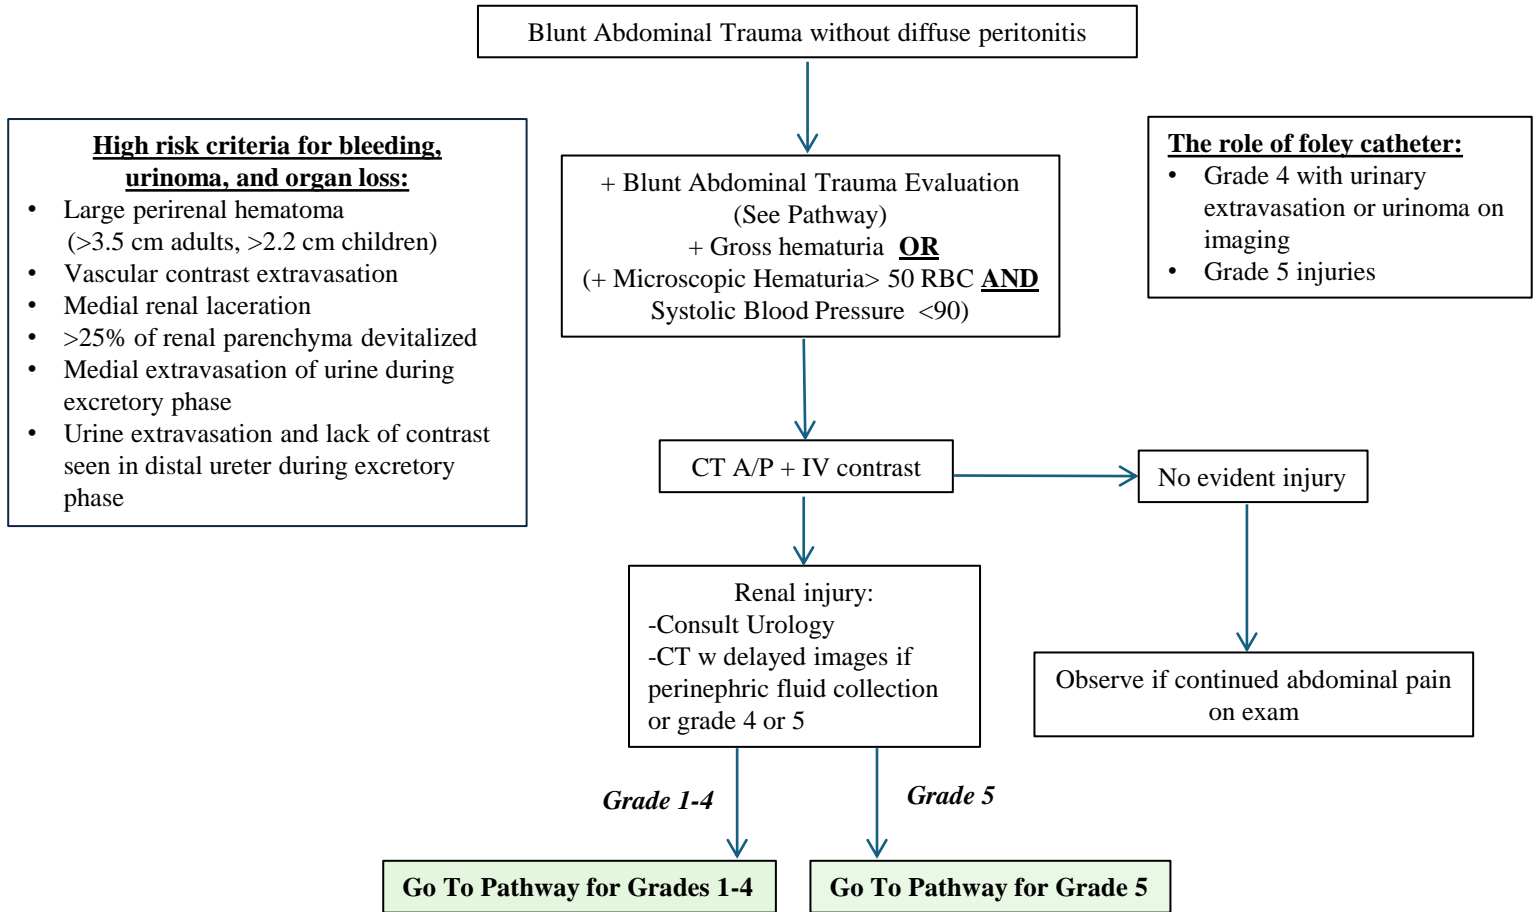 Blunt Abdominal Trauma without diffuse peritonitis
High risk criteria for bleeding,
urinoma, and organ loss:
• Large perirenal hematoma
(>3.5 cm adults, >2.2 cm children)
• Vascular contrast extravasation
• Medial renal laceration
• >25% of renal parenchyma devitalized
• Medial extravasation of urine during
excretory phase
• Urine extravasation and lack of contrast
seen in distal ureter during excretory
phase
+ Blunt Abdominal Trauma Evaluation
(See Pathway)
+ Gross hematuria OR
(+ Microscopic Hematuria> 50 RBC AND
Systolic Blood Pressure <90)
The role of foley catheter:
• Grade 4 with urinary
extravasation or urinoma on
imaging
• Grade 5 injuries
CT A/P + IV contrast
No evident injury
Renal injury:
-Consult Urology
-CT w delayed images if
perinephric fluid collection
or grade 4 or 5
Observe if continued abdominal pain
on exam
Grade 1-4
Grade 5
Go To Pathway for Grades 1-4
Go To Pathway for Grade 5